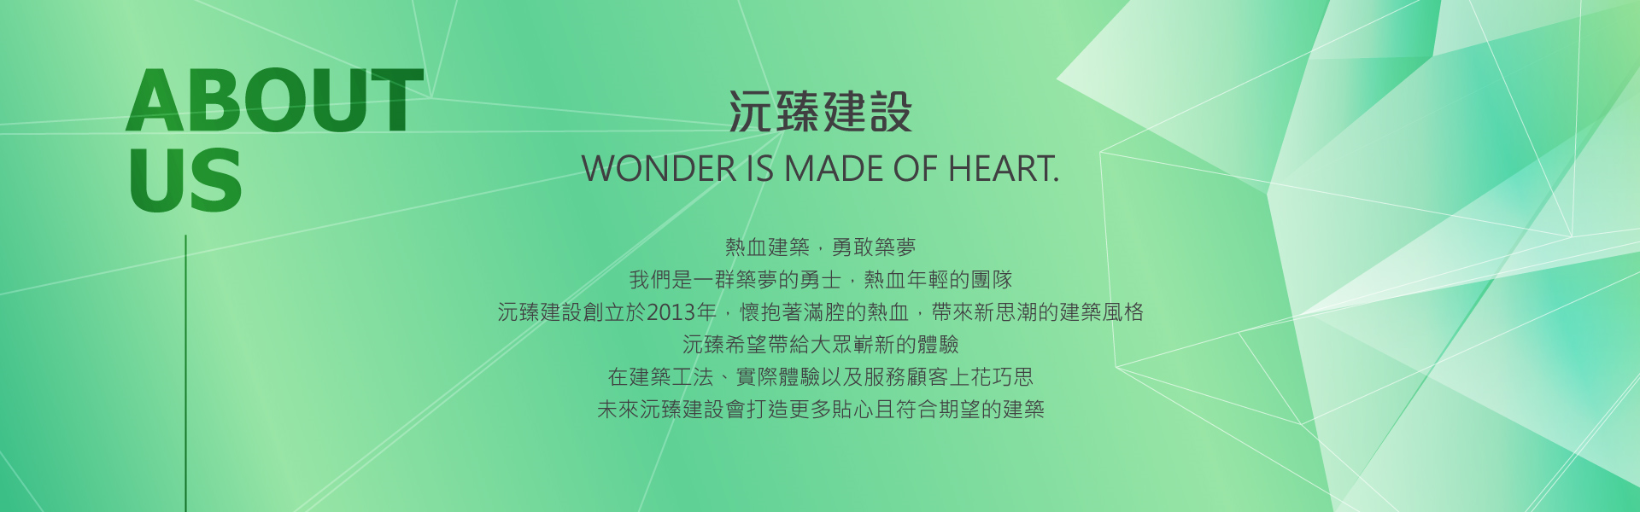 ABOUT
US
沅臻建設
WONDER IS MADE OF HEART.
熱血建築，勇敢築夢
我們是一群築夢的勇士，熱血年輕的團隊
沅臻建設創立於2013年，懷抱著滿腔的熱血，帶來新思潮的建築風格
沅臻希望帶給大眾嶄新的體驗
在建築工法、實際體驗以及服務顧客上花巧思
未來沅臻建設會打造更多貼心且符合期望的建築